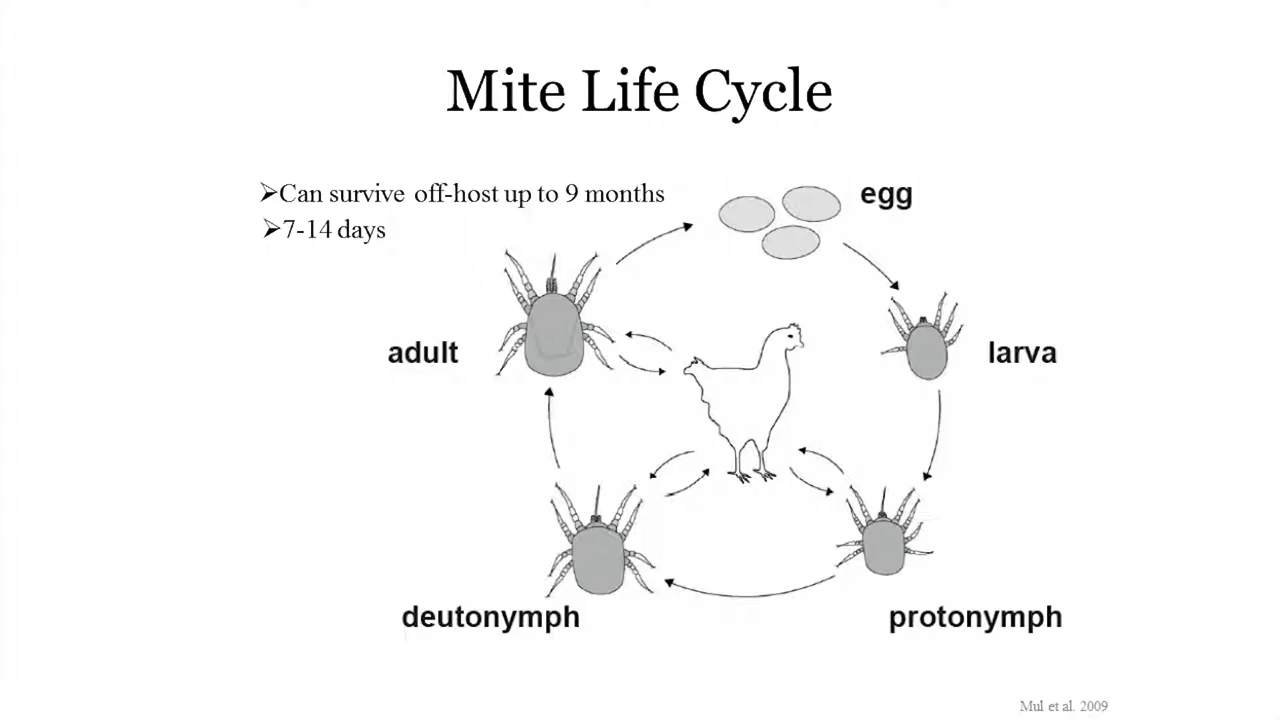 Mite Life Cycle
➢Can survive off-host up to 9 months
➢7-14 days
egg
adult
larva
deutonymph
protonymph
Mul et al. 2009